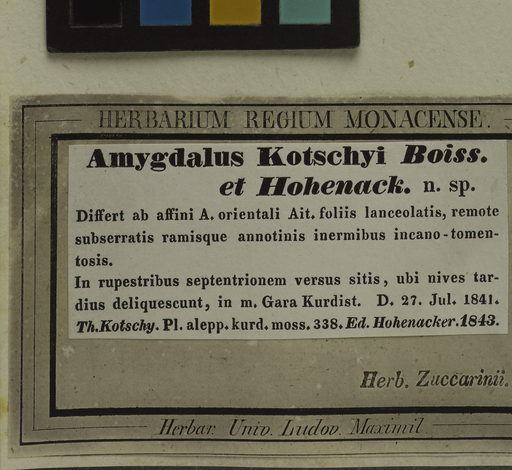 HERBARIUM REGIUM MONACENSE.
Amygdalus Kotschyi Boiss.
et Hohenack. n. sp.
Differt ab affini A. orientali Ait. foliis lanceolatis, remote
subserratis ramisque annotinis inermibus incano-tomen-
tosis.
In rupestribus septentrionem versus sitis, ubi nives tar-
dius deliquescunt, in m. Gara Kurdist. D. 27. Jul. 1841.
Th. Kotschy. Pl. alepp. kurd. moss. 338. Ed. Hohenacker. 1843.
Herb. Zuccarinii.
Herbar. Univ. Ludov. Maximil